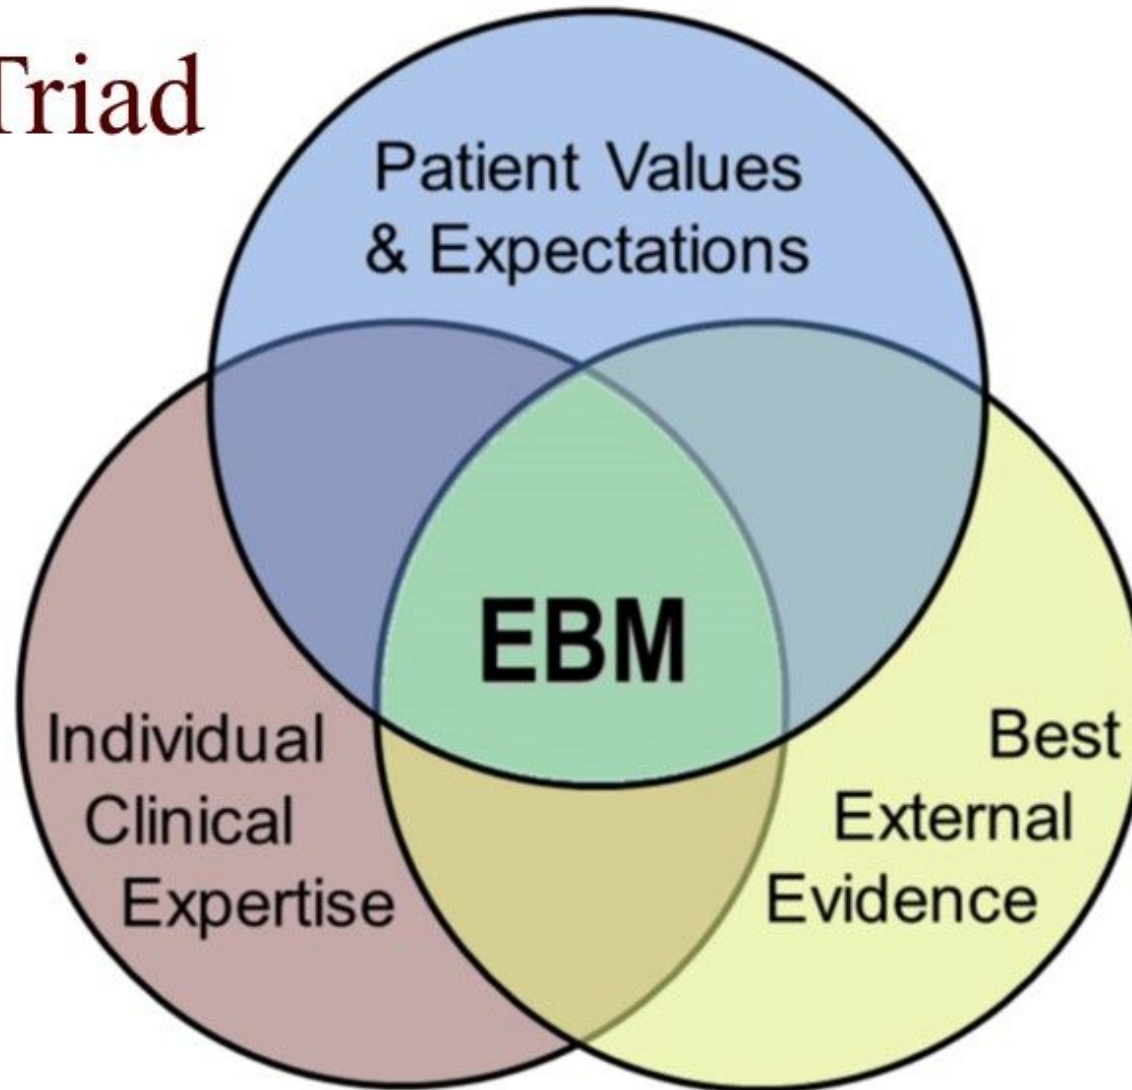 Triad
Patient Values
& Expectations
EBM
Individual
Clinical
Expertise
Best
External
Evidence